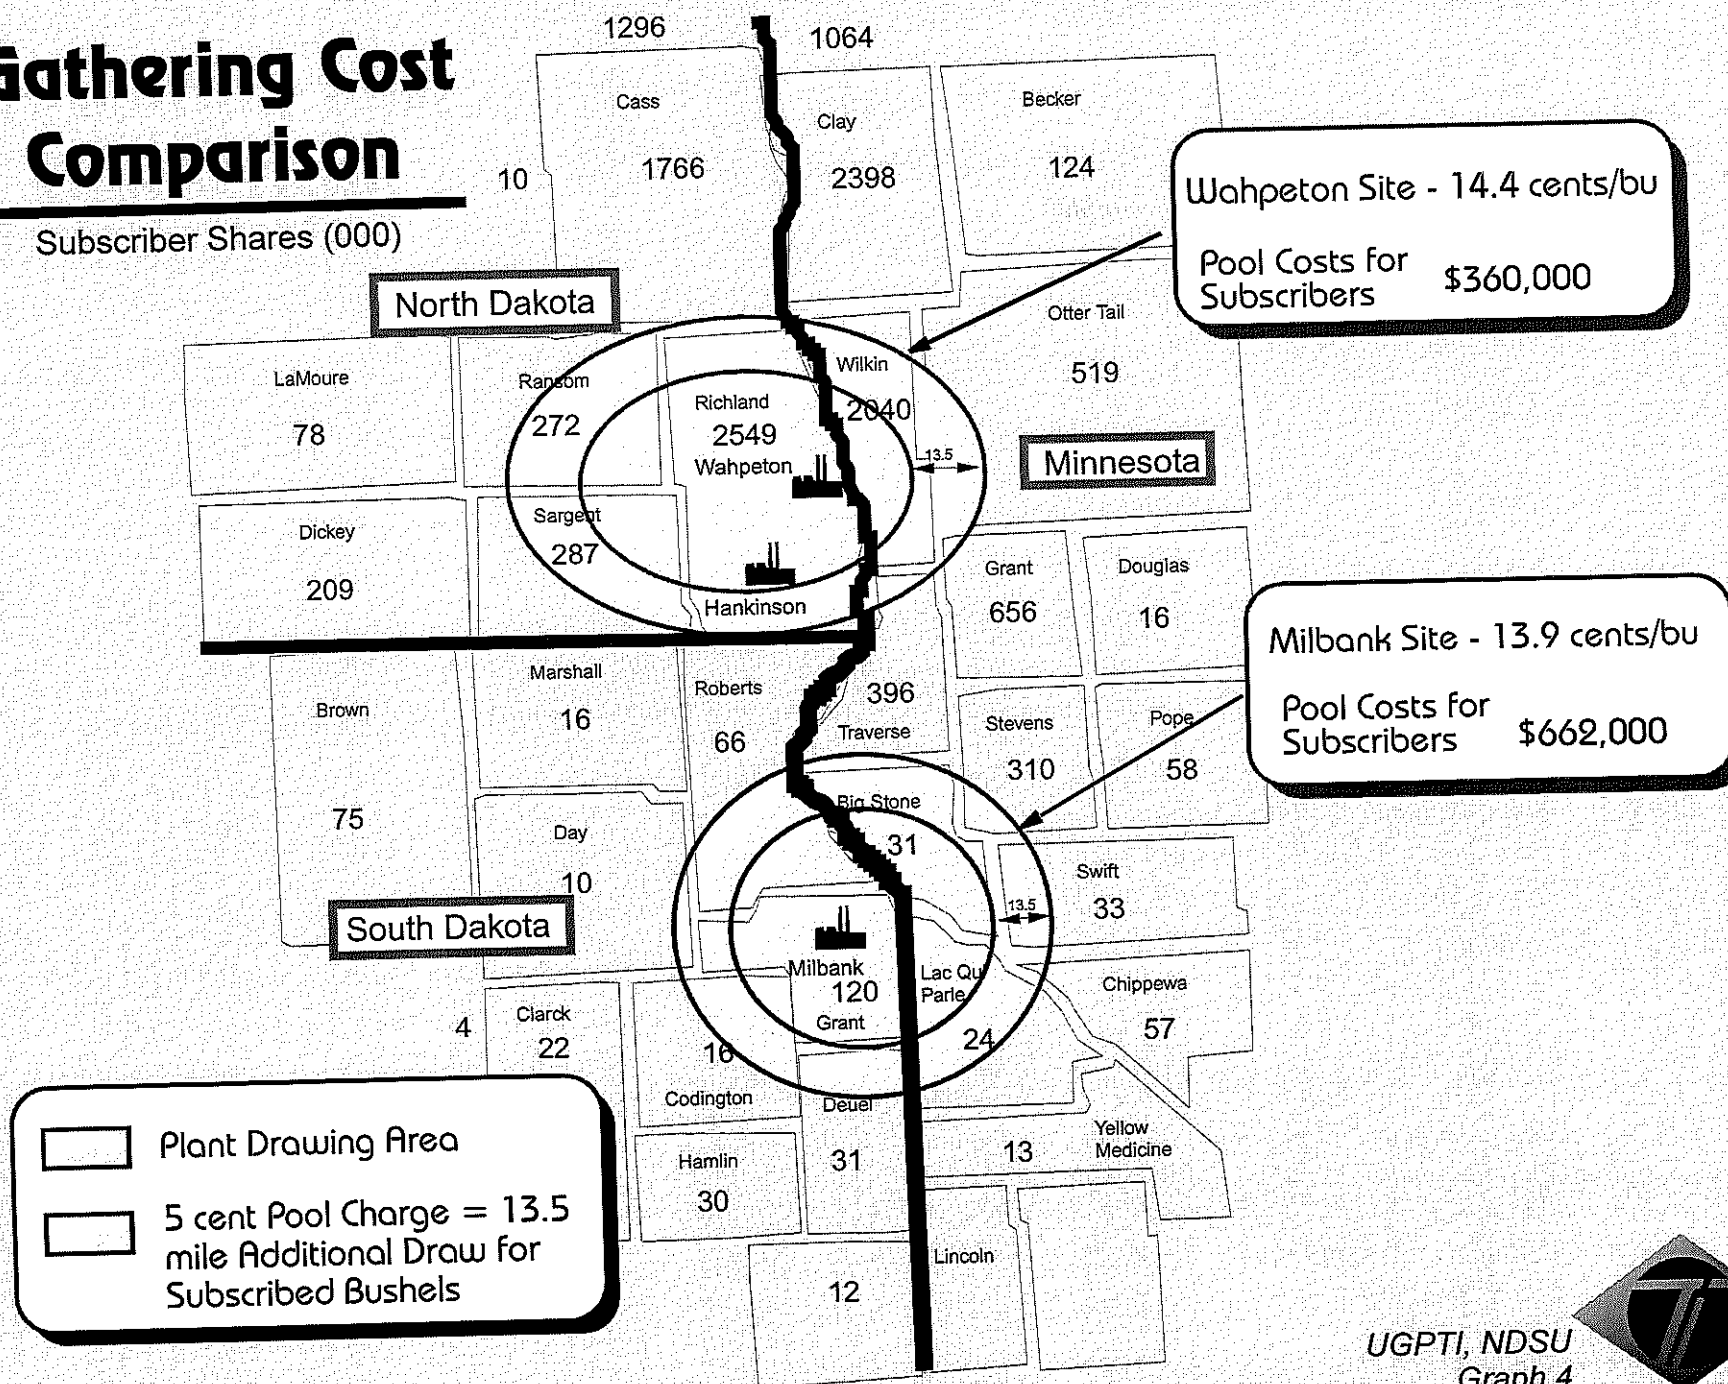 Gathering Cost
Comparison
Subscriber Shares (000)
1296
1064
Cass
1766
10
Clay
2398
Becker
124
Wahpeton Site - 14.4 cents/bu
Pool Costs for
Subscribers
$360,000
North Dakota
LaMoure
78
Ransom
272
Richland
2549
Wahpeton
Wilkin
2040
Otter Tail
519
13.5
Minnesota
Dickey
209
Sargent
287
Hankinson
Grant
656
Douglas
16
Milbank Site - 13.9 cents/bu
Pool Costs for
Subscribers
$662,000
Brown
75
Marshall
16
Roberts
66
396
Traverse
Stevens
310
Pope
58
Day
10
Big Stone
31
Swift
33
13.5
South Dakota
Milbank
120
Grant
Lac Qu
Parle
24
Chippewa
57
4
Clarck
22
16
Codington
Deuel
31
Hamlin
30
13
Yellow
Medicine
12
Lincoln
Plant Drawing Area
5 cent Pool Charge = 13.5
mile Additional Draw for
Subscribed Bushels
UGPTI, NDSU
Graph 4